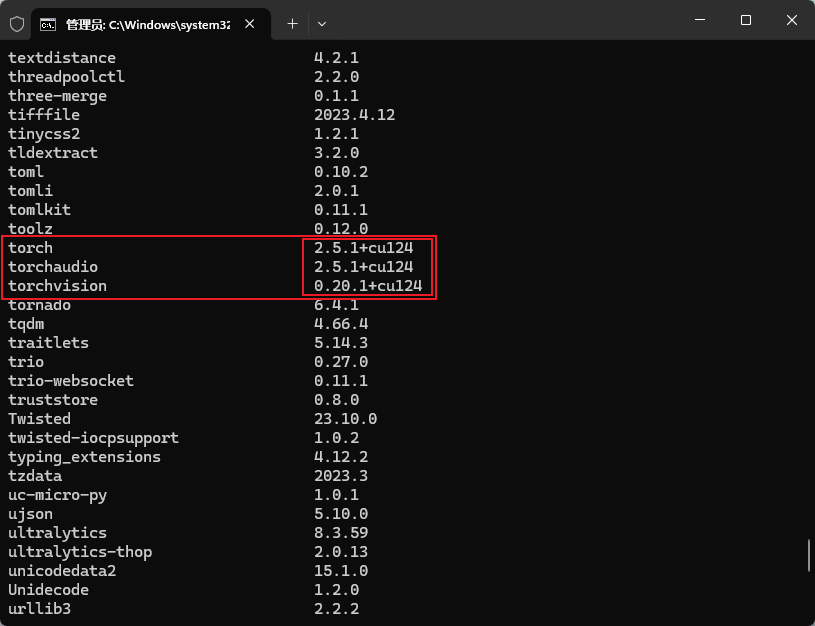 管理员: C:\Windows\system32
textdistance 4.2.1
threadpoolctl 2.2.0
three-merge 0.1.1
tifffile 2023.4.12
tinycss2 1.2.1
tldextract 3.2.0
toml 0.10.2
tomli 2.0.1
tomlkit 0.11.1
toolz 0.12.0
torch 2.5.1+cu124
torchaudio 2.5.1+cu124
torchvision 0.20.1+cu124
tornado 6.4.1
tqdm 4.66.4
traitlets 5.14.3
trio 0.27.0
trio-websocket 0.11.1
truststore 0.8.0
Twisted 23.10.0
twisted-iocpsupport 1.0.2
typing_extensions 4.12.2
tzdata 2023.3
uc-micro-py 1.0.1
ujson 5.10.0
ultralytics 8.3.59
ultralytics-thop 2.0.13
unicodedata2 15.1.0
Unidecode 1.2.0
urllib3 2.2.2